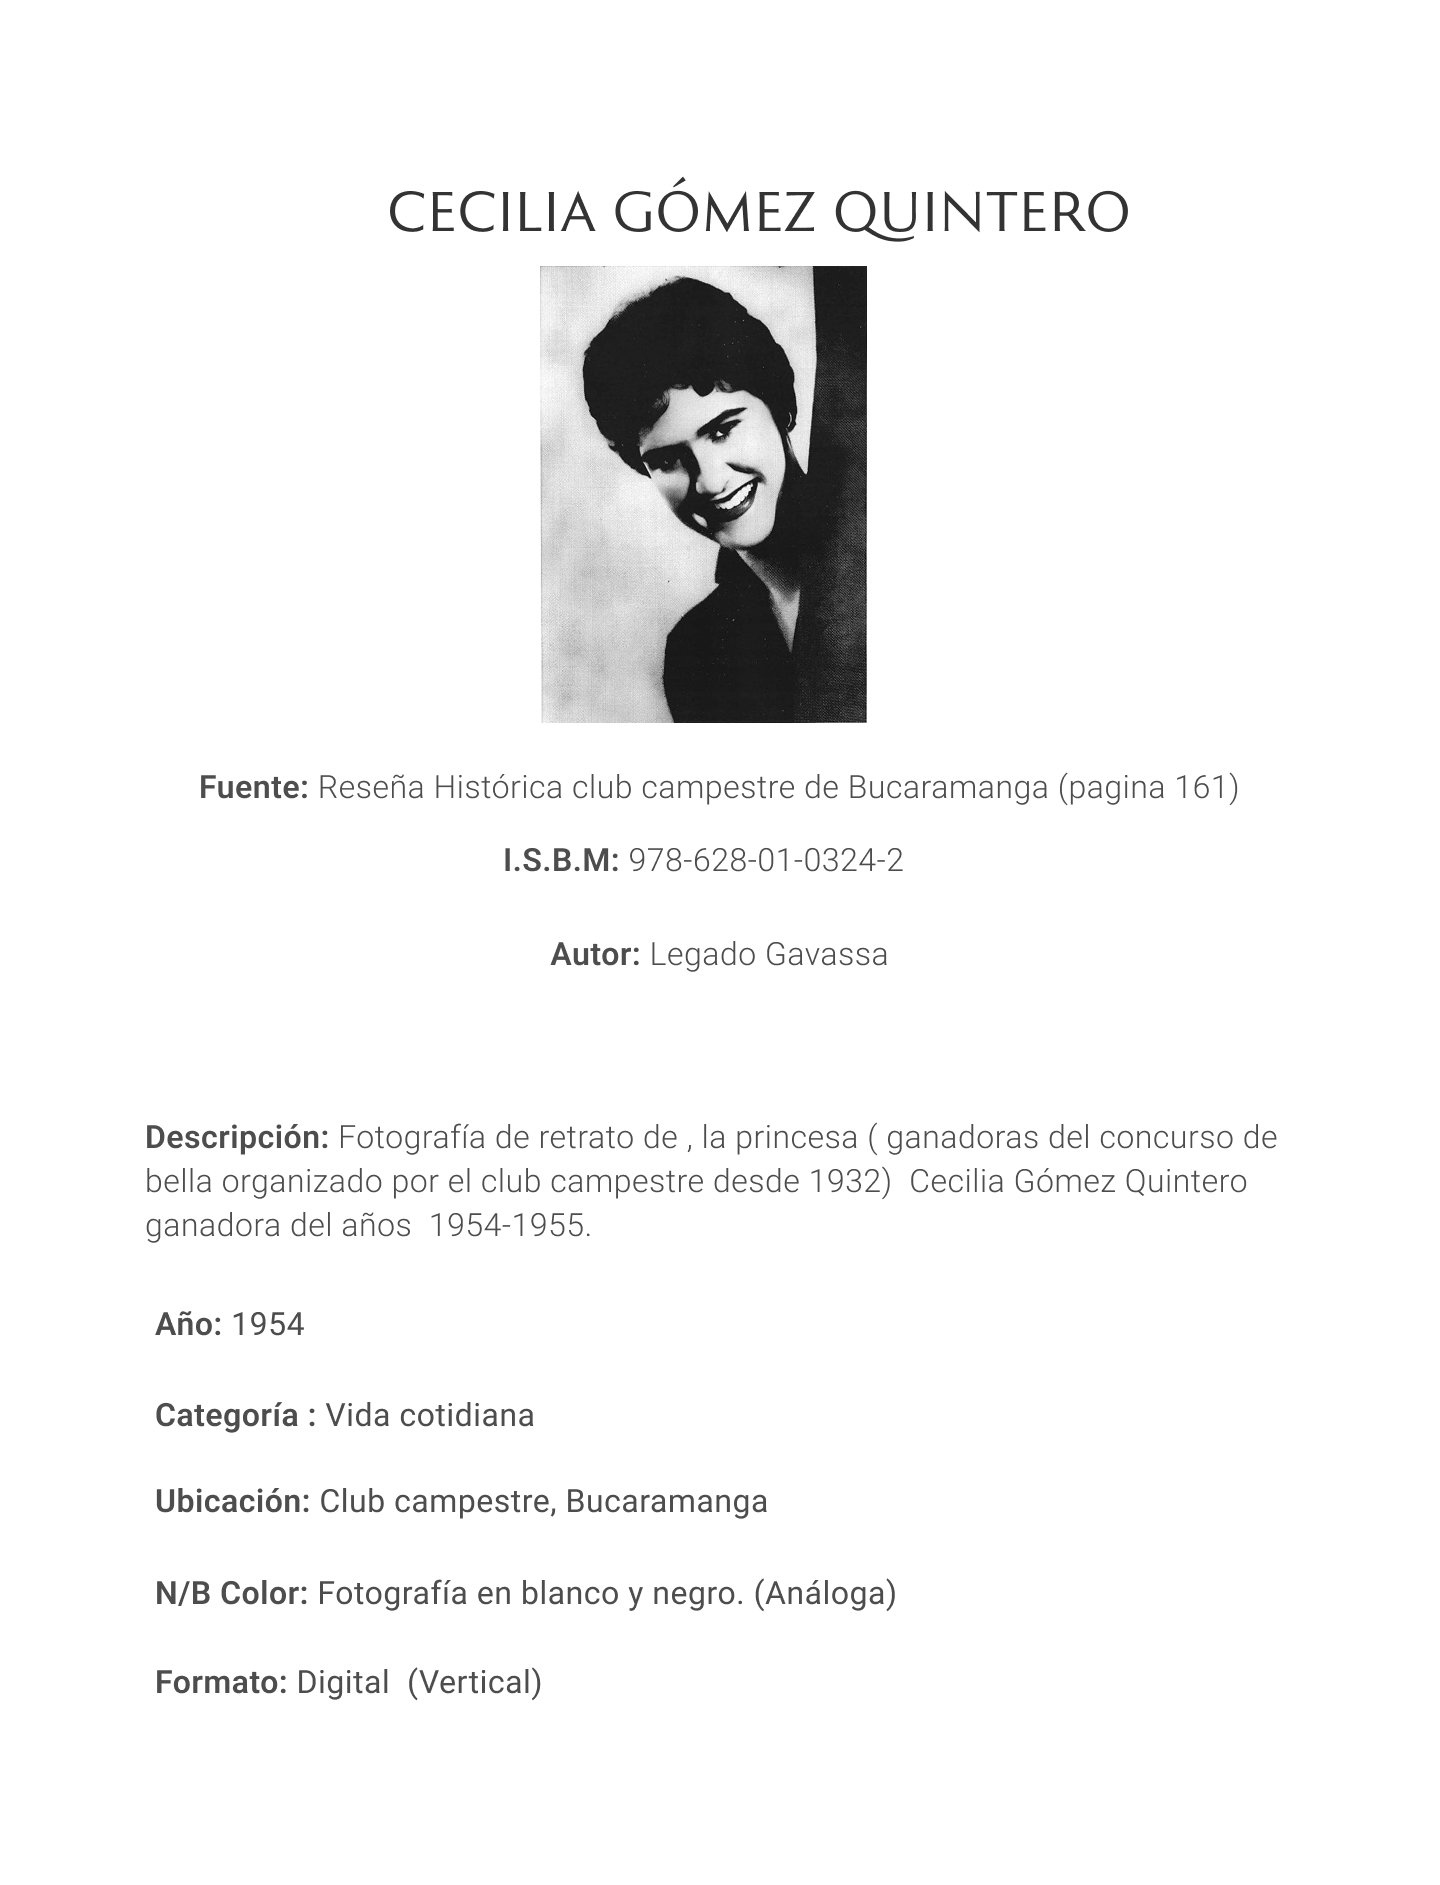 CECILIA GÓMEZ QUINTERO
Fuente: Reseña Histórica club campestre de Bucaramanga (pagina 161)
I.S.B.M: 978-628-01-0324-2
Autor: Legado Gavassa
Descripción: Fotografía de retrato de , la princesa ( ganadoras del concurso de
bella organizado por el club campestre desde 1932)  Cecilia Gómez Quintero
ganadora del años  1954-1955.
Año: 1954
Categoría : Vida cotidiana
Ubicación: Club campestre, Bucaramanga
N/B Color: Fotografía en blanco y negro. (Análoga)
Formato: Digital  (Vertical)